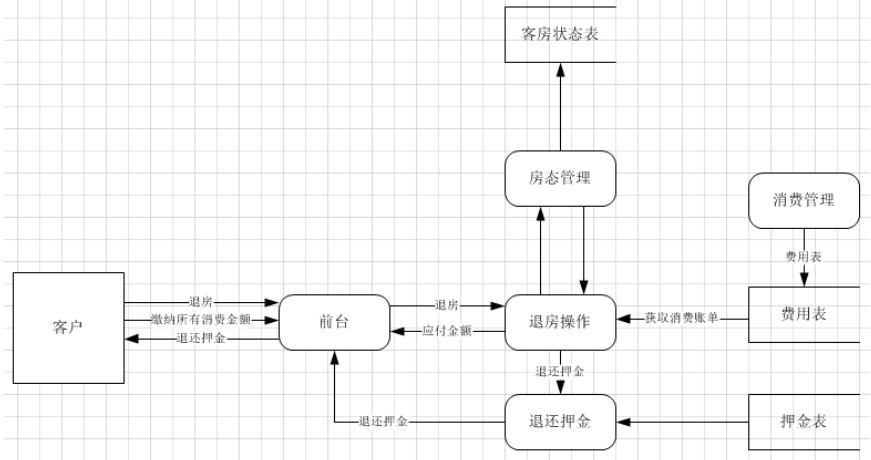 客房状态表
房态管理
消费管理
费用表
客户
退房
缴纳所有消费金额
退还押金
前台
退房
应付金额
退房操作
获取消费账单
费用表
退还押金
退还押金
退还押金
押金表